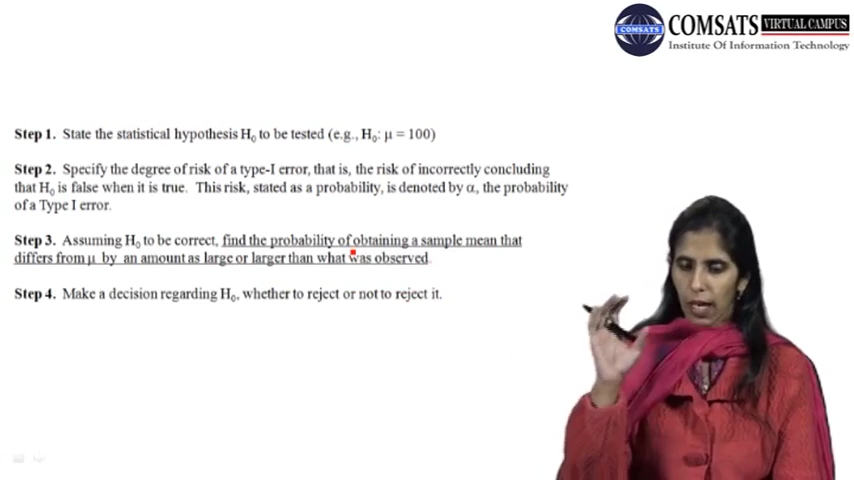 COMSATS VIRTUAL CAMPUS
COMSATS
Institute Of Information Technology
Step 1. State the statistical hypothesis H₀ to be tested (e.g., H₀: μ = 100)
Step 2. Specify the degree of risk of a type-I error, that is, the risk of incorrectly concluding
that H₀ is false when it is true. This risk, stated as a probability, is denoted by α, the probability
of a Type I error.
Step 3. Assuming H₀ to be correct, find the probability of obtaining a sample mean that
differs from μ by an amount as large or larger than what was observed.
Step 4. Make a decision regarding H₀, whether to reject or not to reject it.